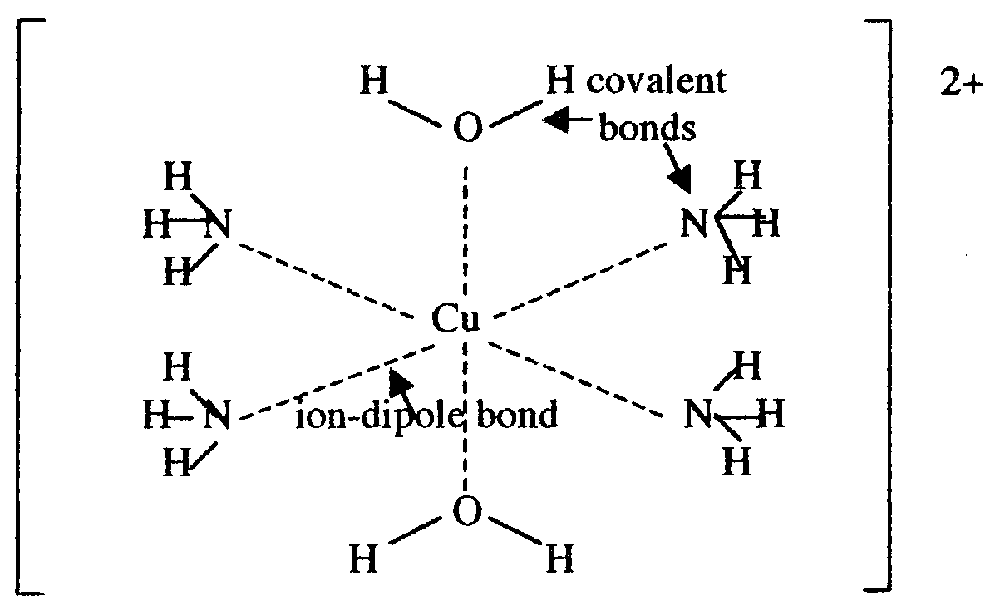 H H covalent 2+
O bonds
H H
H N N H
H H
Cu
H H
H N ion-dipole bond N H
H H
O
H H